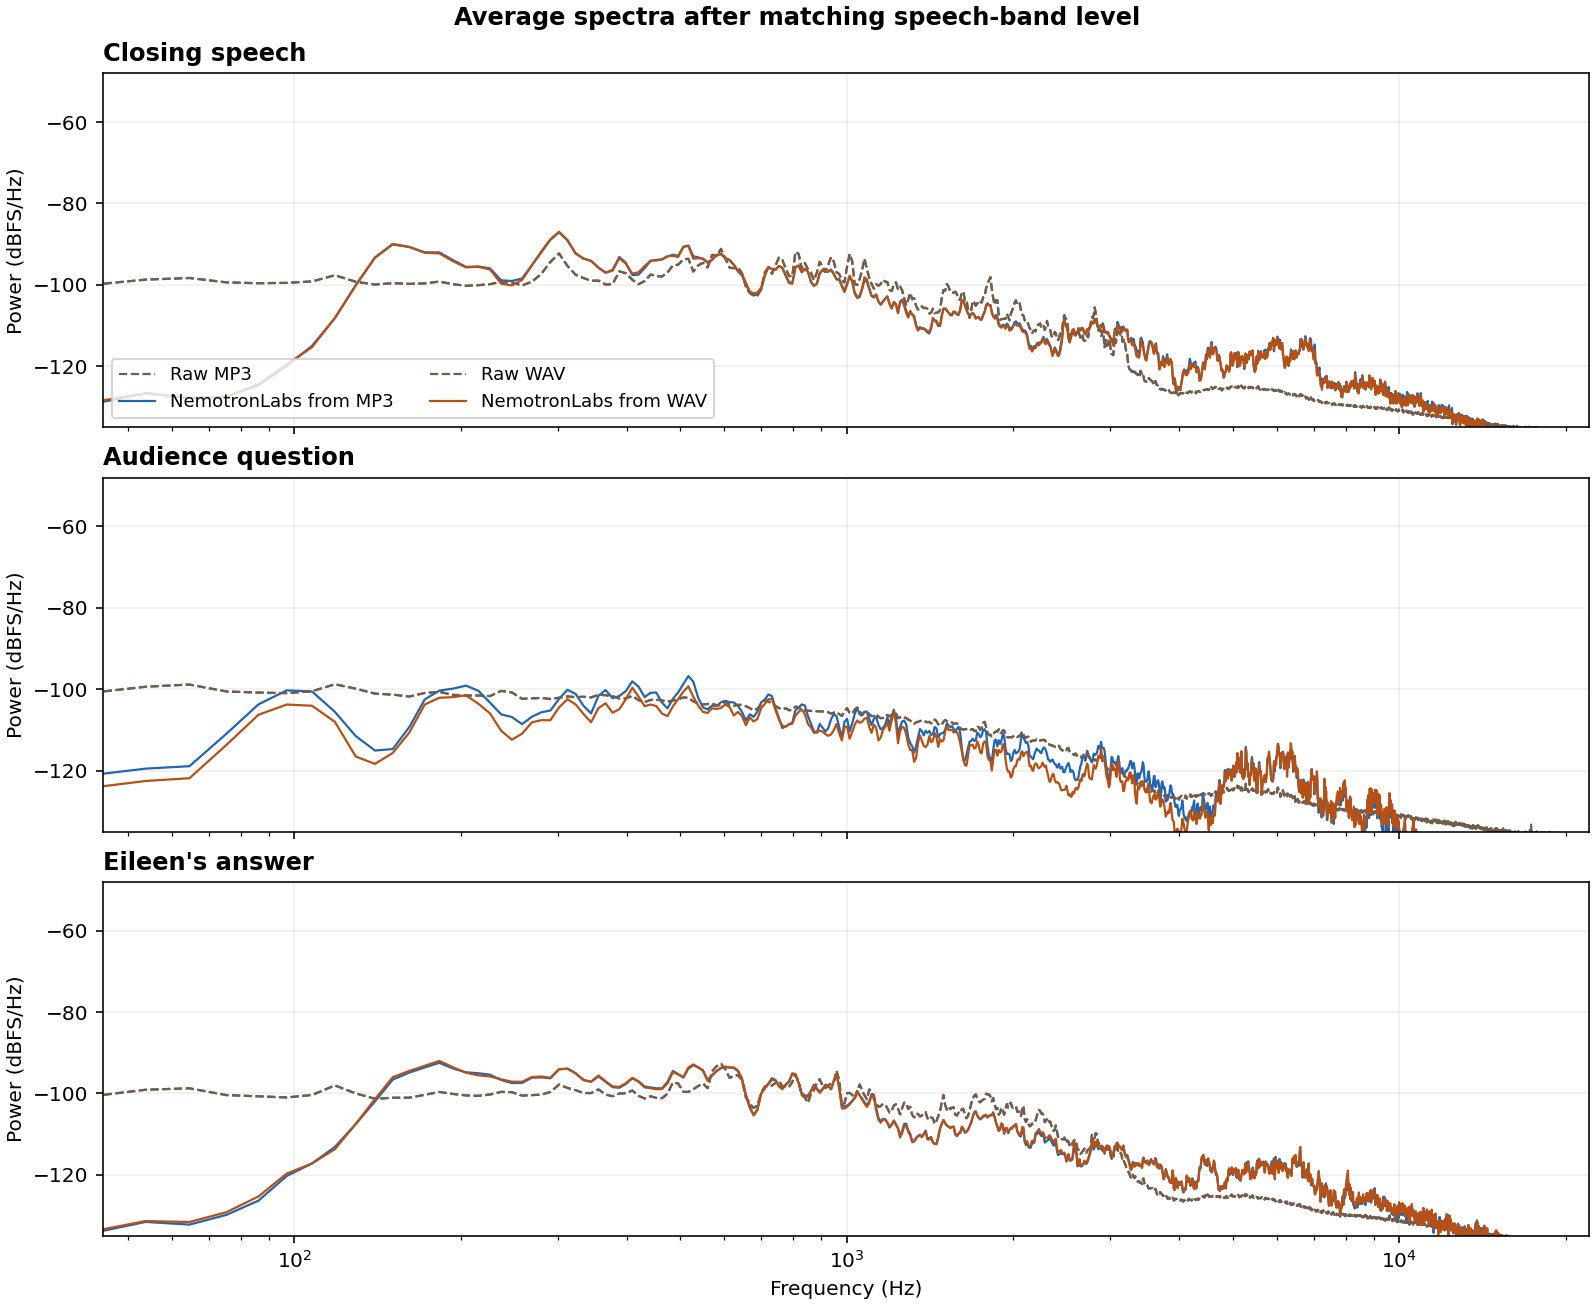 Average spectra after matching speech-band level
Closing speech
Power (dBFS/Hz)
−60
−80
−100
−120
Raw MP3
NemotronLabs from MP3
Raw WAV
NemotronLabs from WAV
Audience question
Power (dBFS/Hz)
−60
−80
−100
−120
Eileen's answer
Power (dBFS/Hz)
−60
−80
−100
−120
10² 10³ 10⁴
Frequency (Hz)